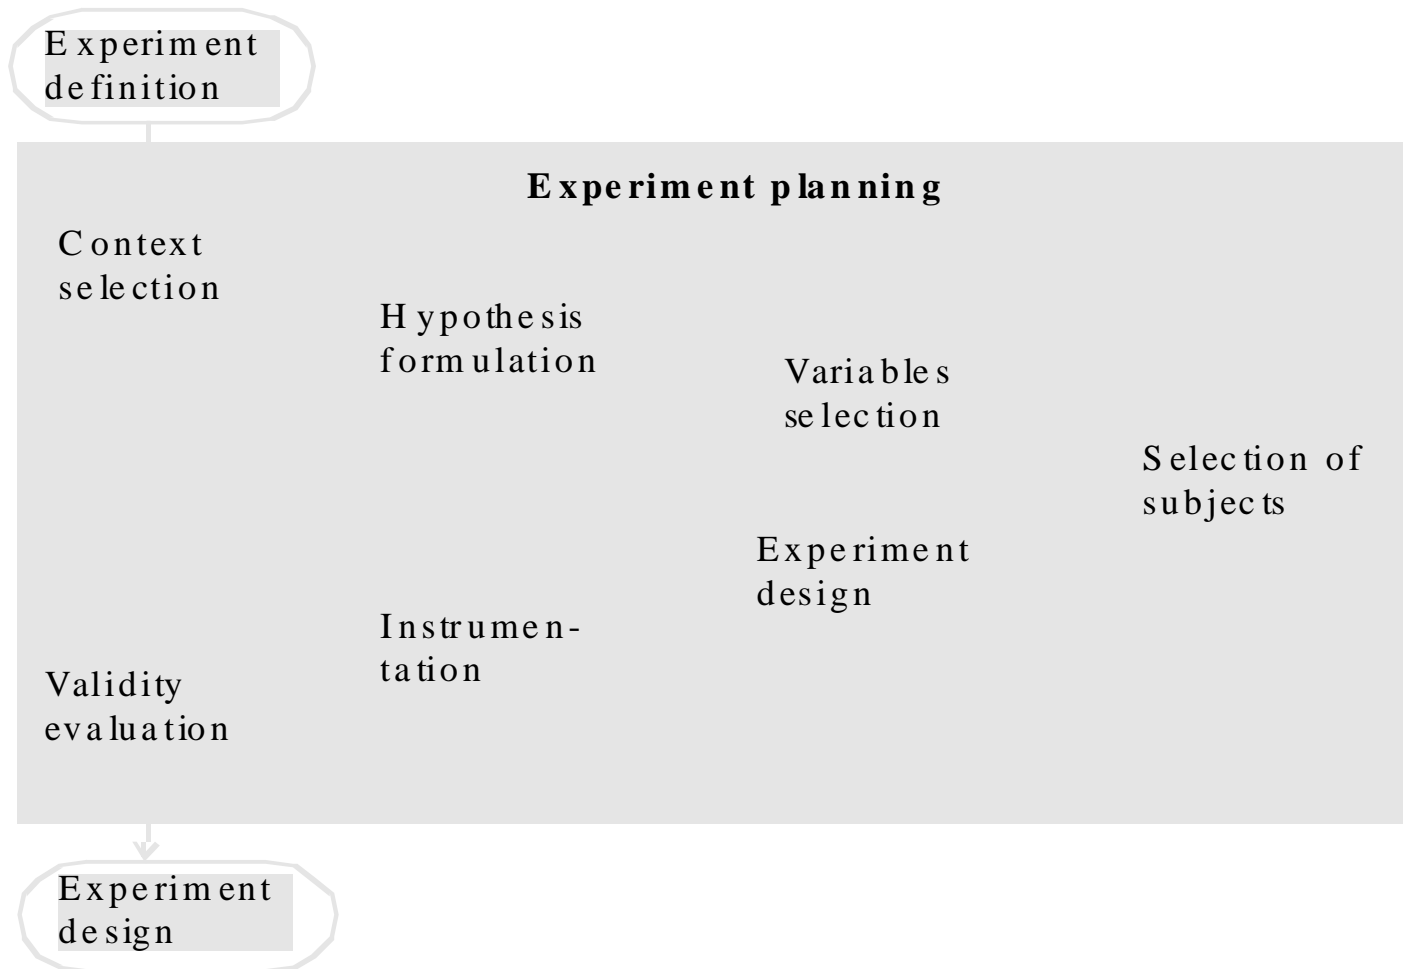 Experiment
definition
Experiment planning
Context
selection
Hypothesis
formulation
Variables
selection
Selection of
subjects
Experiment
design
Instrumen-
tation
Validity
evaluation
Experiment
design